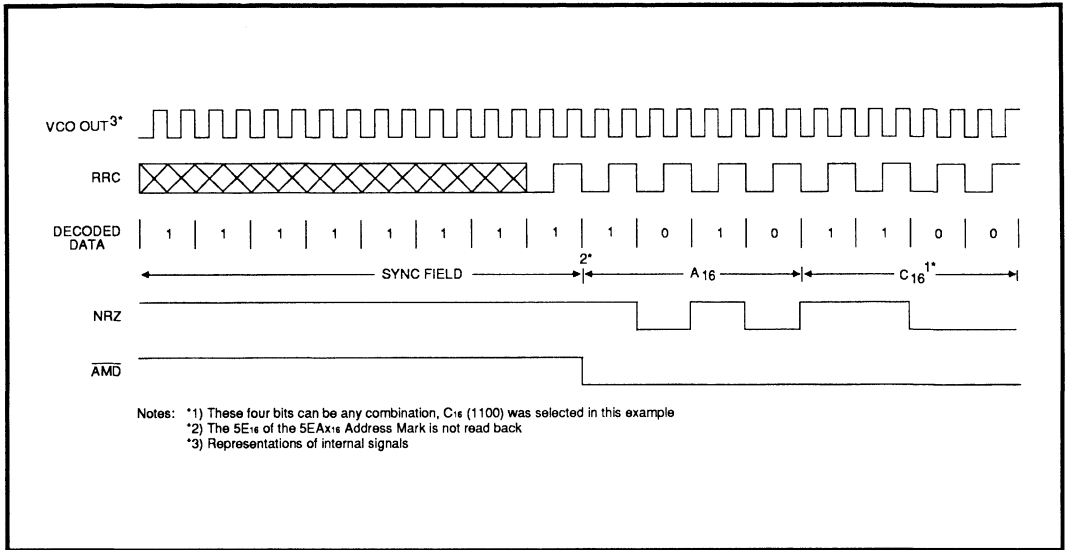 VCO OUT3*
RRC
DECODED DATA
1 1 1 1 1 1 1 1 1 0 1 0 1 1 0 0
2*
SYNC FIELD
A16
C16 1*
NRZ
AMD
Notes: *1) These four bits can be any combination, C16 (1100) was selected in this example
*2) The 5E16 of the 5EAx16 Address Mark is not read back
*3) Representations of internal signals